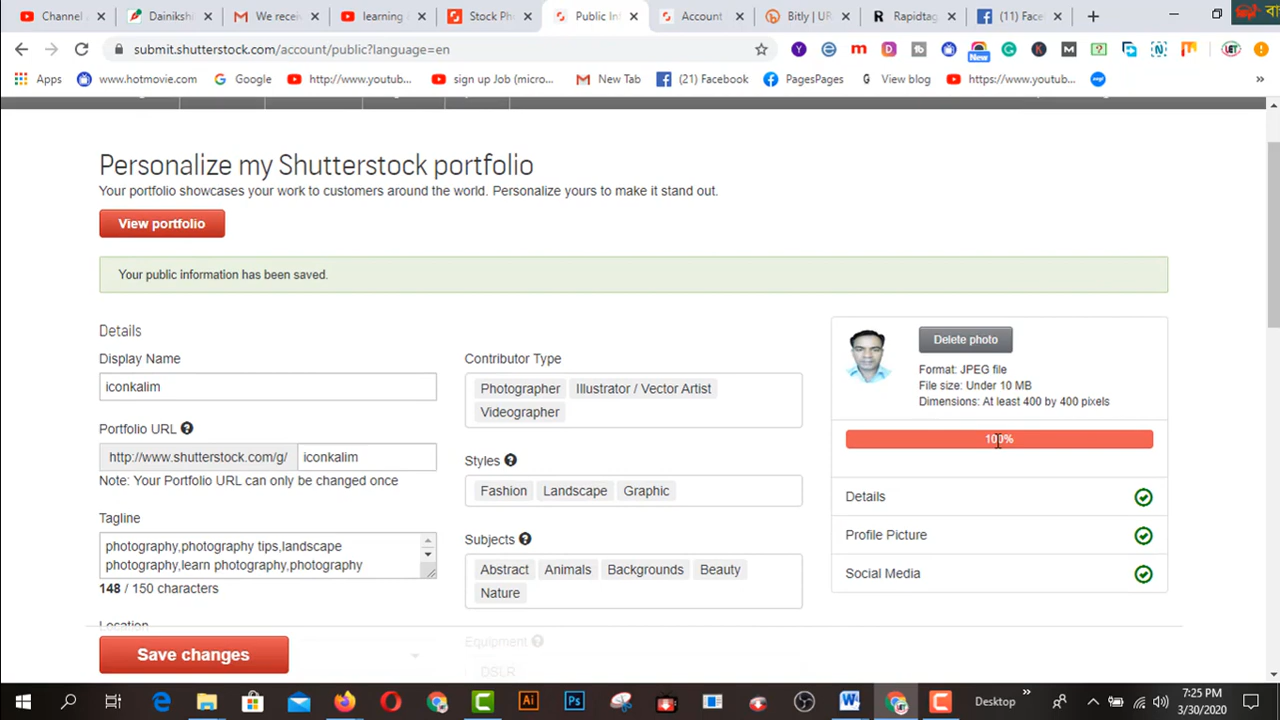 Channel
Dainiksh
We recei
learning
Stock Ph
Public In
Account
Bitly | UR
Rapidtag
(11) Face
submit.shutterstock.com/account/public?language=en
New
Apps
www.hotmovie.com
Google
http://www.youtub...
sign up Job (micro...
New Tab
(21) Facebook
PagesPages
View blog
https://www.youtub...
»
Personalize my Shutterstock portfolio
Your portfolio showcases your work to customers around the world. Personalize yours to make it stand out.
View portfolio
Your public information has been saved.
Details
Display Name
iconkalim
Portfolio URL ?
http://www.shutterstock.com/g/ iconkalim
Note: Your Portfolio URL can only be changed once
Tagline
photography,photography tips,landscape
photography,learn photography,photography
148 / 150 characters
Location
Save changes
Contributor Type
Photographer Illustrator / Vector Artist
Videographer
Styles ?
Fashion Landscape Graphic
Subjects ?
Abstract Animals Backgrounds Beauty
Nature
Equipment ?
DSLR
Delete photo
Format: JPEG file
File size: Under 10 MB
Dimensions: At least 400 by 400 pixels
100%
Details
Profile Picture
Social Media
Desktop
»
7:25 PM
3/30/2020